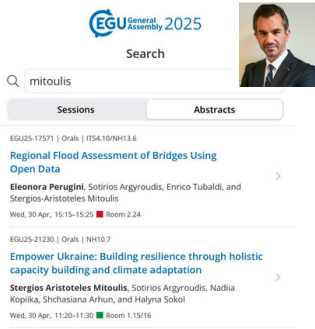 EGU General Assembly 2025
Search
mitoulis
Sessions Abstracts
EGU25-17571 | Orals | ITS4.10/NH13.6
Regional Flood Assessment of Bridges Using
Open Data
Eleonora Perugini, Sotirios Argyroudis, Enrico Tubaldi, and
Stergios-Aristoteles Mitoulis
Wed, 30 Apr, 15:15–15:25 Room 2.24
EGU25-21230 | Orals | NH10.7
Empower Ukraine: Building resilience through holistic
capacity building and climate adaptation
Stergios Aristoteles Mitoulis, Sotirios Argyroudis, Nadiia
Kopiika, Shchasiana Arhun, and Halyna Sokol
Wed, 30 Apr, 11:20–11:30 Room 1.15/16